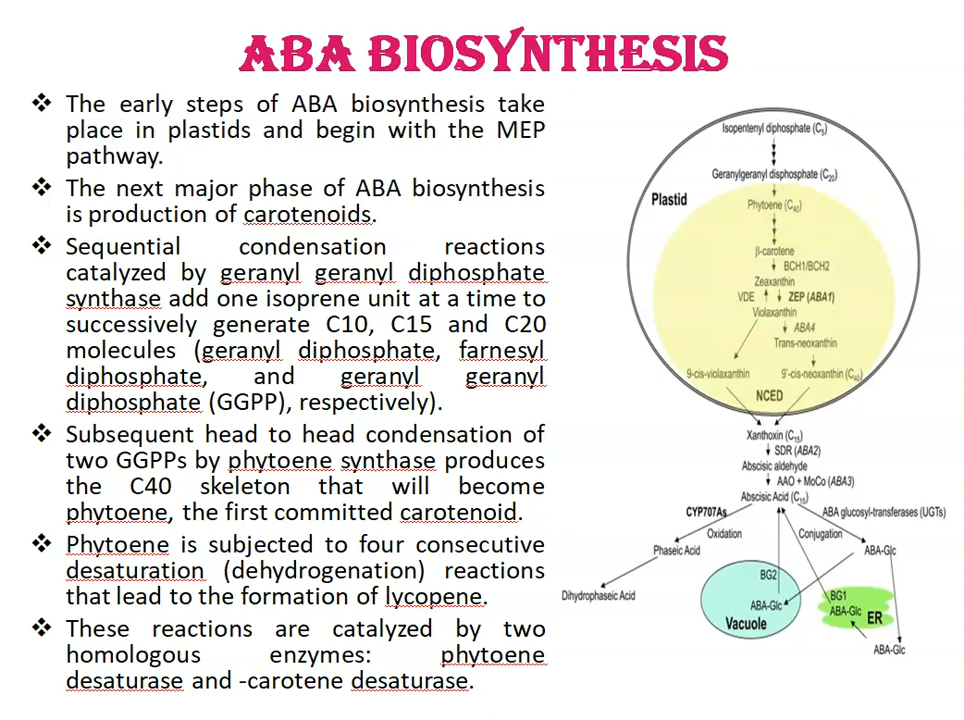 ABA BIOSYNTHESIS
❖ The early steps of ABA biosynthesis take
place in plastids and begin with the MEP
pathway.
❖ The next major phase of ABA biosynthesis
is production of carotenoids.
❖ Sequential condensation reactions
catalyzed by geranyl geranyl diphosphate
synthase add one isoprene unit at a time to
successively generate C10, C15 and C20
molecules (geranyl diphosphate, farnesyl
diphosphate, and geranyl geranyl
diphosphate (GGPP), respectively).
❖ Subsequent head to head condensation of
two GGPPs by phytoene synthase produces
the C40 skeleton that will become
phytoene, the first committed carotenoid.
❖ Phytoene is subjected to four consecutive
desaturation (dehydrogenation) reactions
that lead to the formation of lycopene.
❖ These reactions are catalyzed by two
homologous enzymes: phytoene
desaturase and -carotene desaturase.
Isopentenyl diphosphate (C5)
Geranylgeranyl disphosphate (C20)
Plastid
Phytoene (C40)
β-carotene
BCH1/BCH2
Zeaxanthin
VDE ZEP (ABA1)
Violaxanthin
ABA4
Trans-neoxanthin
9-cis-violaxanthin 9'-cis-neoxanthin (C40)
NCED
Xanthoxin (C15)
SDR (ABA2)
Abscisic aldehyde
AAO + MoCo (ABA3)
Abscisic Acid (C15)
CYP707As ABA glucosyl-transferases (UGTs)
Oxidation Conjugation
Phaseic Acid ABA-Glc
Dihydrophaseic Acid
BG2
ABA-Glc
Vacuole
BG1
ABA-Glc ER
ABA-Glc